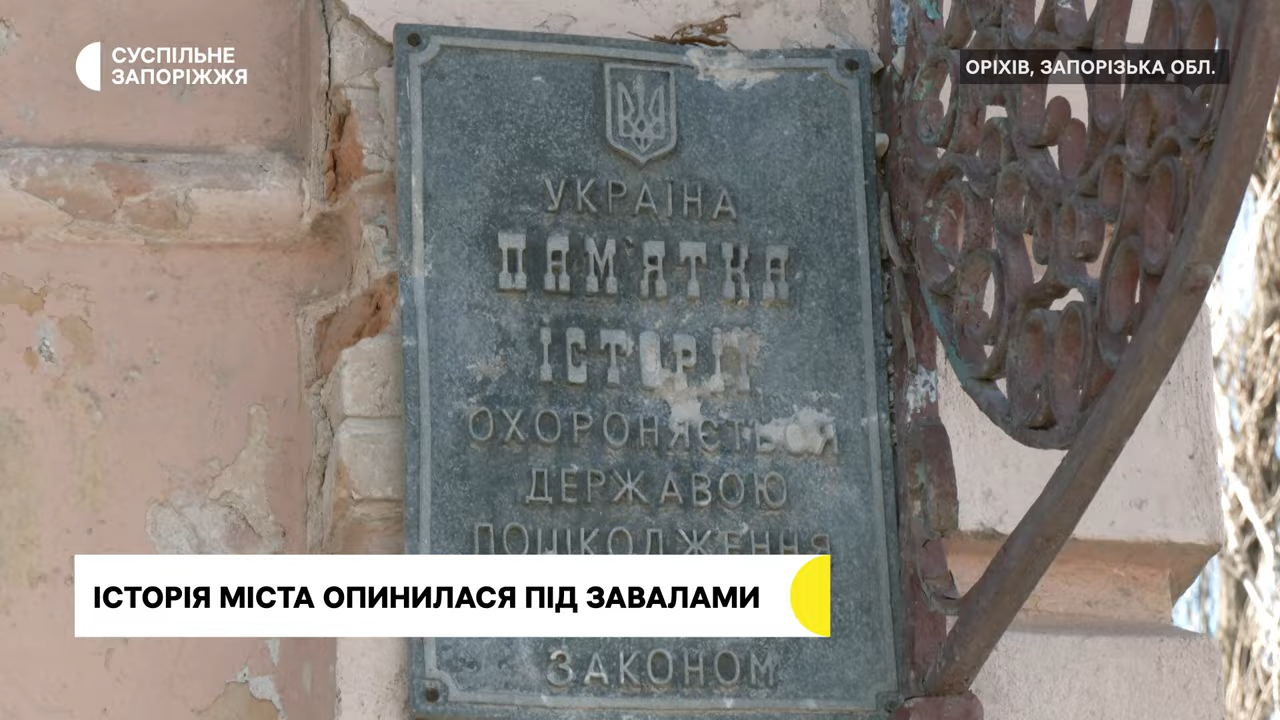 СУСПІЛЬНЕ
ЗАПОРІЖЖЯ
ОРІХІВ, ЗАПОРІЗЬКА ОБЛ.
УКРАЇНА
ПАМ'ЯТКА
ІСТОРІЇ
ОХОРОНЯЄТЬСЯ
ДЕРЖАВОЮ
ПОШКОДЖЕННЯ
ІСТОРІЯ МІСТА ОПИНИЛАСЯ ПІД ЗАВАЛАМИ
ЗАКОНОМ